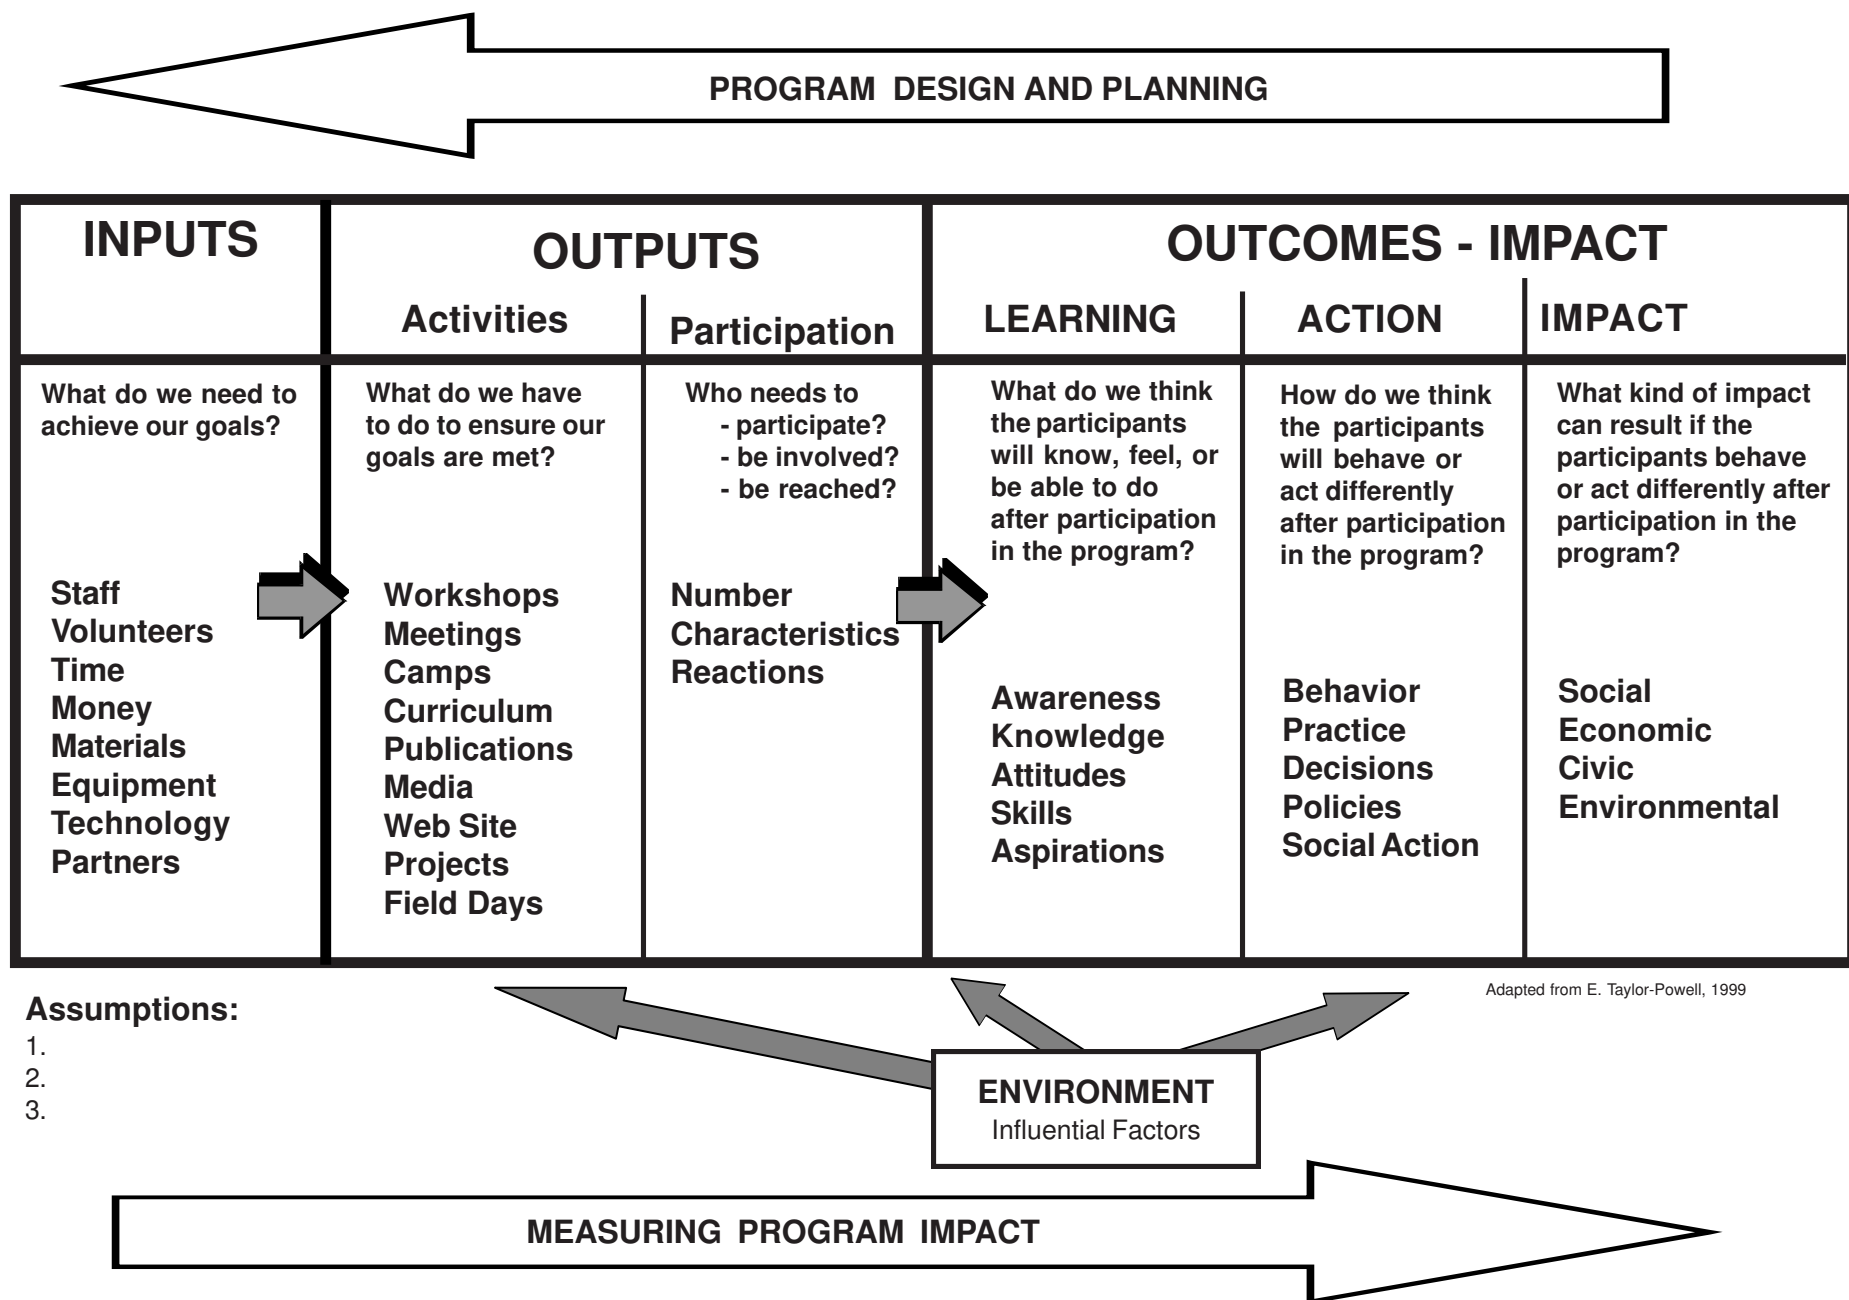 PROGRAM DESIGN AND PLANNING
INPUTS
What do we need to
achieve our goals?
Staff
Volunteers
Time
Money
Materials
Equipment
Technology
Partners
OUTPUTS
Activities
What do we have
to do to ensure our
goals are met?
Workshops
Meetings
Camps
Curriculum
Publications
Media
Web Site
Projects
Field Days
Participation
Who needs to
- participate?
- be involved?
- be reached?
Number
Characteristics
Reactions
OUTCOMES - IMPACT
LEARNING
What do we think
the participants
will know, feel, or
be able to do
after participation
in the program?
Awareness
Knowledge
Attitudes
Skills
Aspirations
ACTION
How do we think
the participants
will behave or
act differently
after participation
in the program?
Behavior
Practice
Decisions
Policies
Social Action
IMPACT
What kind of impact
can result if the
participants behave
or act differently after
participation in the
program?
Social
Economic
Civic
Environmental
Adapted from E. Taylor-Powell, 1999
Assumptions:
1.
2.
3.
ENVIRONMENT
Influential Factors
MEASURING PROGRAM IMPACT